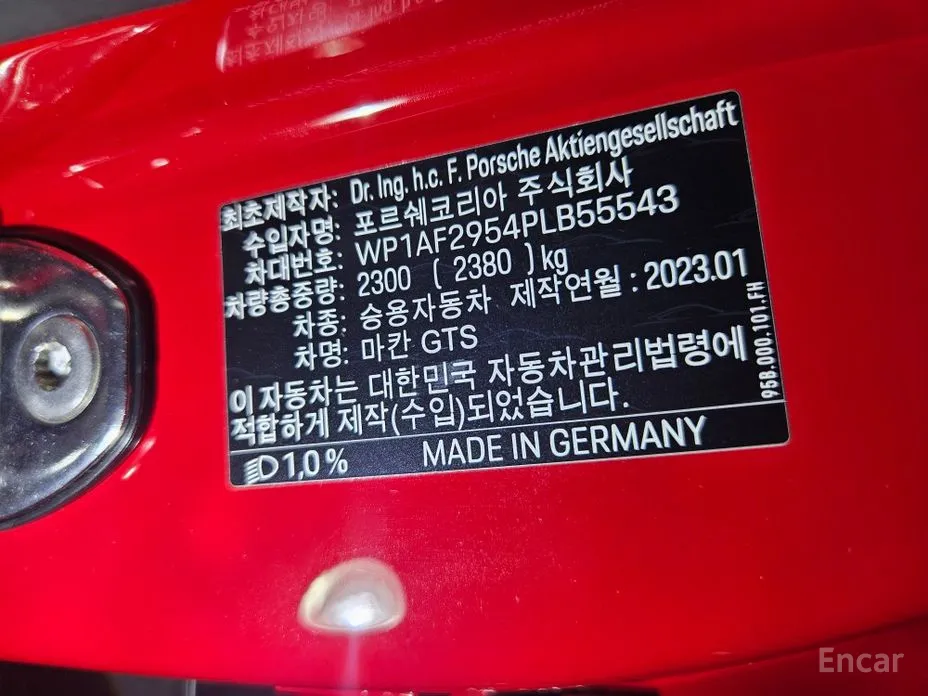 최초제작자: Dr. Ing. h.c. F. Porsche Aktiengesellschaft
수입자명: 포르쉐코리아 주식회사
차대번호: WP1AF2954PLB55543
차량총중량: 2300 ( 2380 )kg
차종: 승용자동차 제작연월 : 2023.01
차명: 마칸 GTS
이 자동차는 대한민국 자동차관리법령에
적합하게 제작(수입)되었습니다.
95B.000.101.FH
1,0% MADE IN GERMANY
Encar